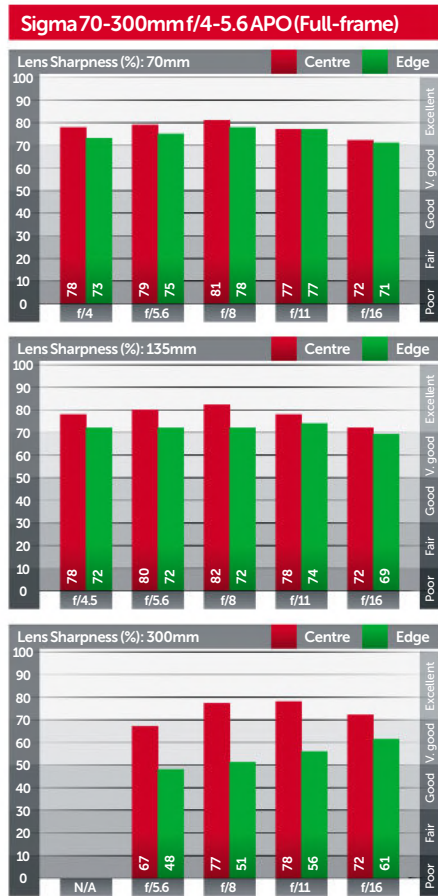 Sigma 70-300mm f/4-5.6 APO (Full-frame)
Lens Sharpness (%): 70mm Centre Edge
100
90
80
70
60
50
40
30
20
10
0
Excellent
V. good
Good
Fair
Poor
78 73 79 75 81 78 77 77 72 71
f/4 f/5.6 f/8 f/11 f/16
Lens Sharpness (%): 135mm Centre Edge
100
90
80
70
60
50
40
30
20
10
0
Excellent
V. good
Good
Fair
Poor
78 72 80 72 82 72 78 74 72 69
f/4.5 f/5.6 f/8 f/11 f/16
Lens Sharpness (%): 300mm Centre Edge
100
90
80
70
60
50
40
30
20
10
0
Excellent
V. good
Good
Fair
Poor
67 48 77 51 78 56 72 61
N/A f/5.6 f/8 f/11 f/16